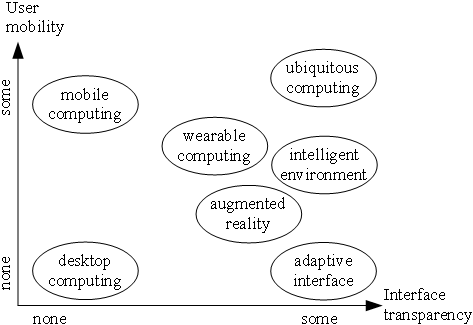 User
mobility
ubiquitous
computing
some
mobile
computing
wearable
computing
intelligent
environment
augmented
reality
none
desktop
computing
adaptive
interface
Interface
transparency
none
some